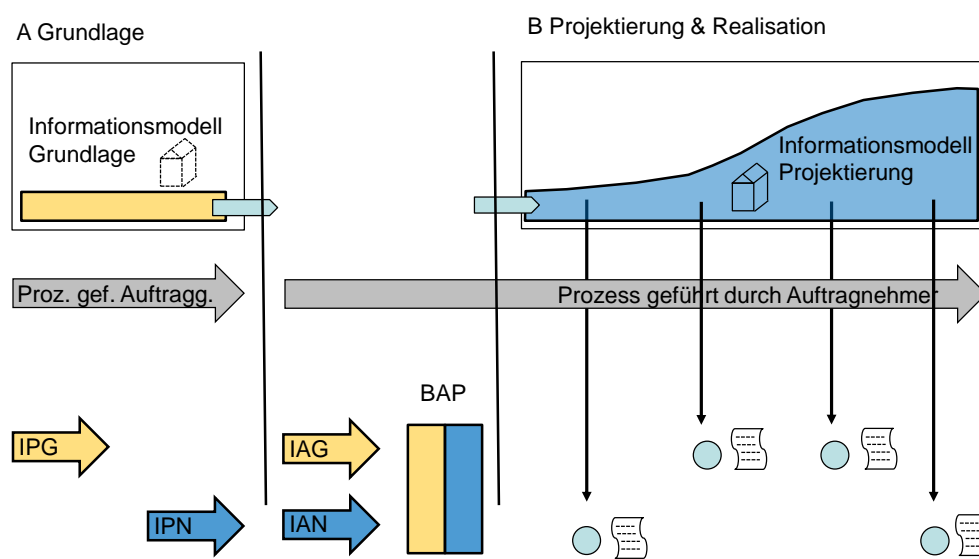 A Grundlage
B Projektierung & Realisation
Informationsmodell
Grundlage
Informationsmodell
Projektierung
Proz. gef. Auftragg.
Prozess geführt durch Auftragnehmer
BAP
IPG
IAG
IPN
IAN